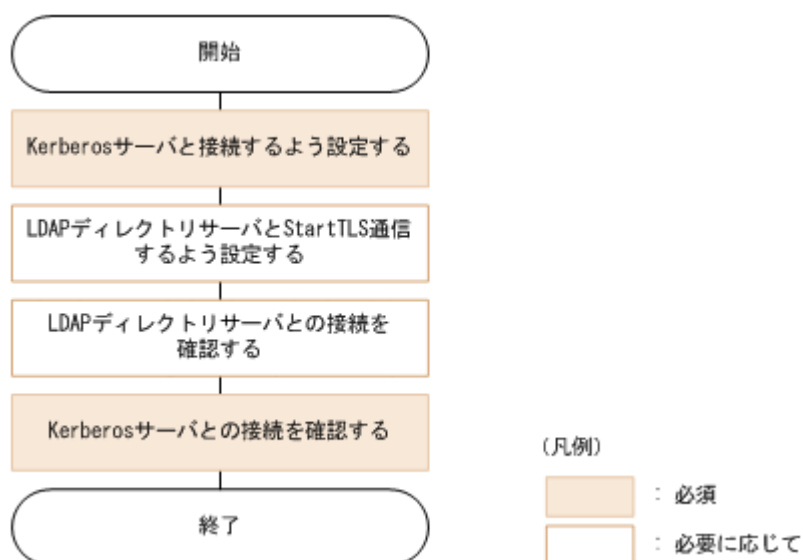 開始
Kerberosサーバと接続するよう設定する
LDAPディレクトリサーバとStartTLS通信
するよう設定する
LDAPディレクトリサーバとの接続を
確認する
Kerberosサーバとの接続を確認する
終了
(凡例)
： 必須
： 必要に応じて